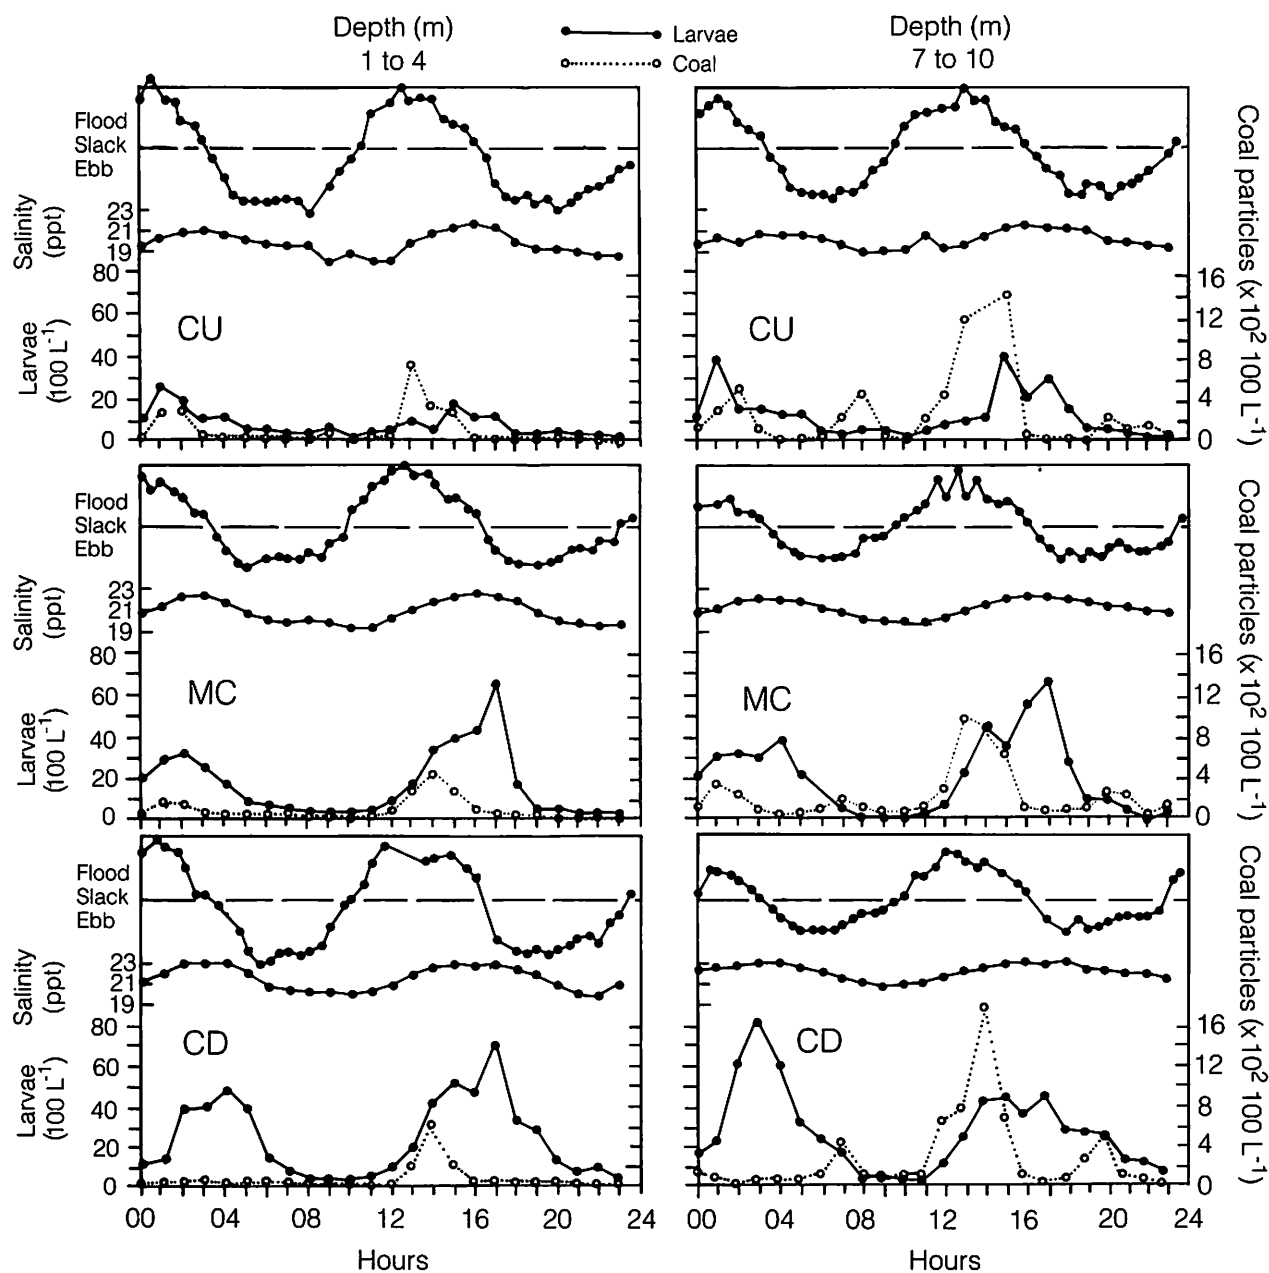 Depth (m)
1 to 4
Larvae
Coal
Depth (m)
7 to 10
Flood
Slack
Ebb
Salinity
(ppt)
23
21
19
Larvae
(100 L⁻¹)
80
60
40
20
0
CU
CU
16
12
8
4
0
Coal particles (x 10² 100 L⁻¹)
Flood
Slack
Ebb
Salinity
(ppt)
23
21
19
Larvae
(100 L⁻¹)
80
60
40
20
0
MC
MC
16
12
8
4
0
Coal particles (x 10² 100 L⁻¹)
Flood
Slack
Ebb
Salinity
(ppt)
23
21
19
Larvae
(100 L⁻¹)
80
60
40
20
0
CD
CD
16
12
8
4
0
Coal particles (x 10² 100 L⁻¹)
00 04 08 12 16 20 24
00 04 08 12 16 20 24
Hours
Hours